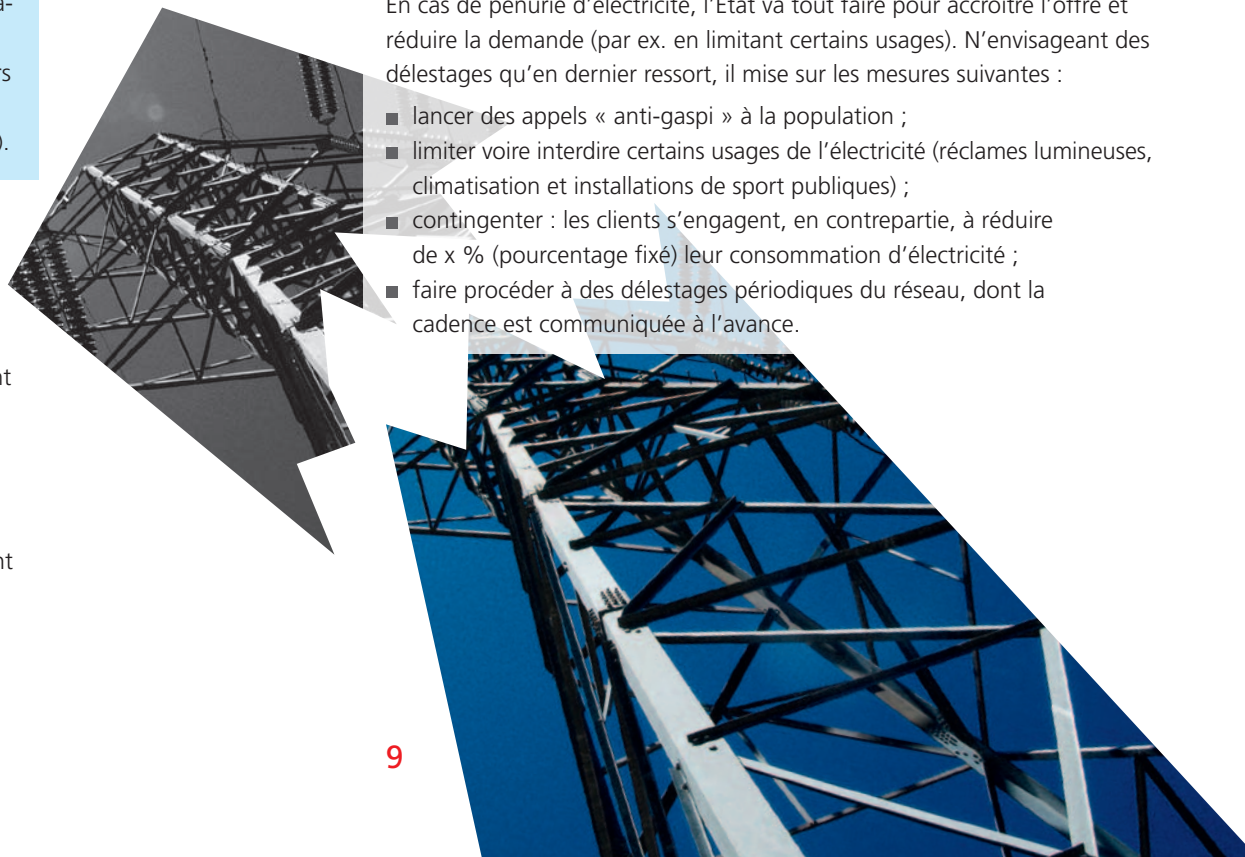 En cas de pénurie d'électricité, l'État va tout faire pour accroître l'offre et
réduire la demande (par ex. en limitant certains usages). N'envisageant des
délestages qu'en dernier ressort, il mise sur les mesures suivantes :
■ lancer des appels « anti-gaspi » à la population ;
■ limiter voire interdire certains usages de l'électricité (réclames lumineuses,
climatisation et installations de sport publiques) ;
■ contingenter : les clients s'engagent, en contrepartie, à réduire
de x % (pourcentage fixé) leur consommation d'électricité ;
■ faire procéder à des délestages périodiques du réseau, dont la
cadence est communiquée à l'avance.
9